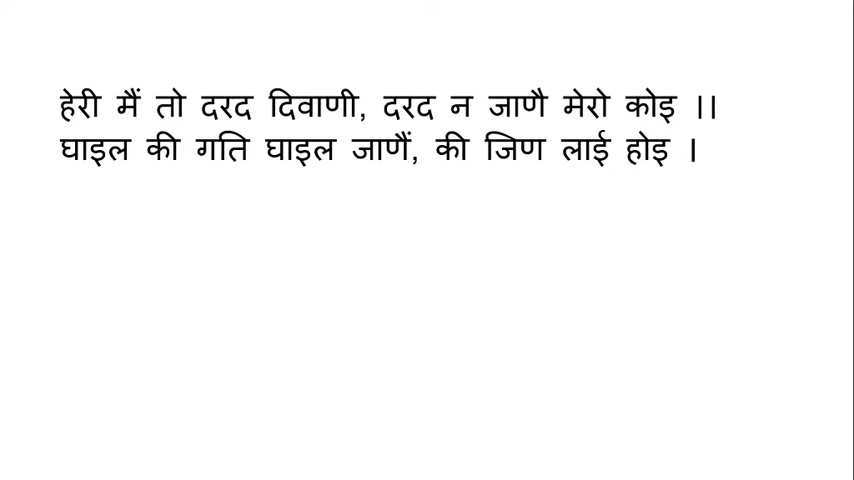 हेरी मैं तो दरद दिवाणी, दरद न जाणै मेरो कोइ ।।
घाइल की गति घाइल जाणैं, की जिण लाई होइ ।